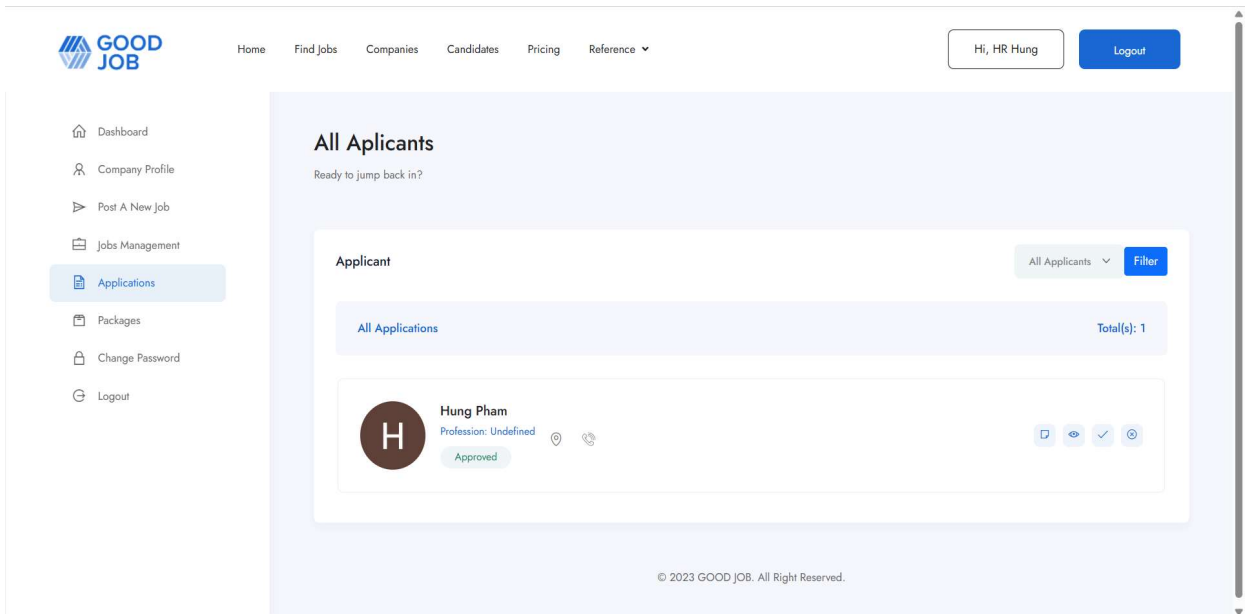 GOOD
JOB
Home Find Jobs Companies Candidates Pricing Reference
Hi, HR Hung
Logout
Dashboard
Company Profile
Post A New Job
Jobs Management
Applications
Packages
Change Password
Logout
All Aplicants
Ready to jump back in?
Applicant
All Applicants
Filter
All Applications
Total(s): 1
H
Hung Pham
Profession: Undefined
Approved
© 2023 GOOD JOB. All Right Reserved.